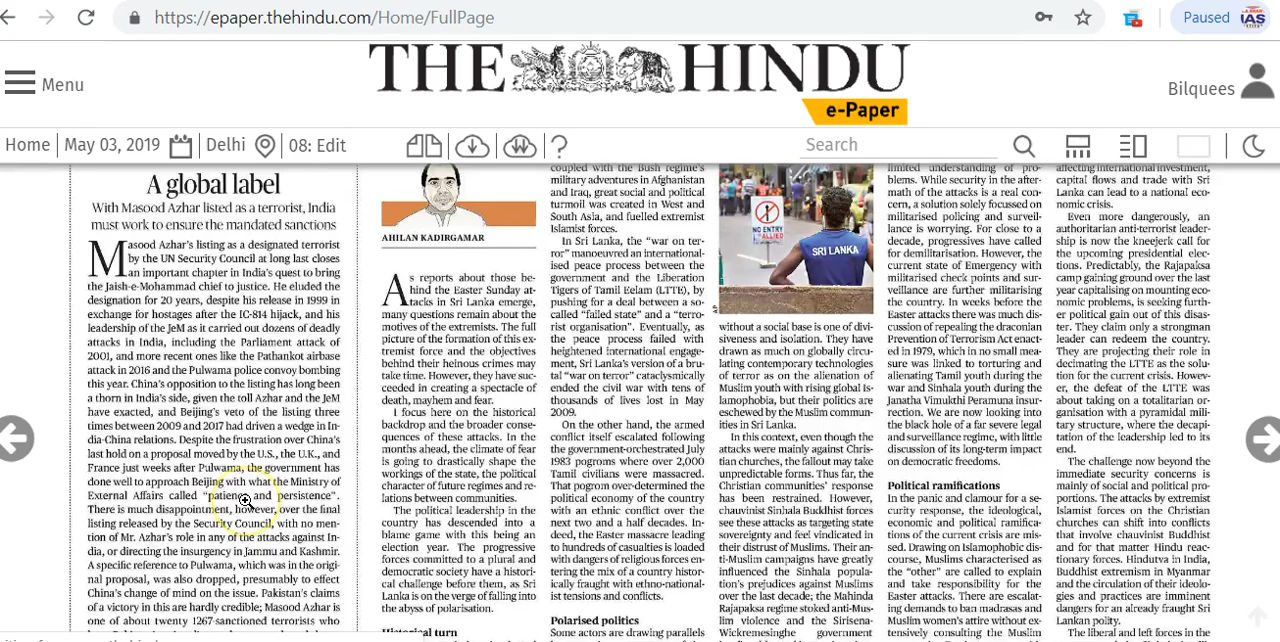 https://epaper.thehindu.com/Home/FullPage
Paused
IAS
Menu
THE HINDU
e-Paper
Bilquees
Home
May 03, 2019
Delhi
08: Edit
?
Search
A global label
With Masood Azhar listed as a terrorist, India
must work to ensure the mandated sanctions
Masood Azhar's listing as a designated terrorist
by the UN Security Council at long last closes
an important chapter in India's quest to bring
the Jaish-e-Mohammad chief to justice. He eluded the
designation for 20 years, despite his release in 1999 in
exchange for hostages after the IC-814 hijack, and his
leadership of the JeM as it carried out dozens of deadly
attacks in India, including the Parliament attack of
2001, and more recent ones like the Pathankot airbase
attack in 2016 and the Pulwama police convoy bombing
this year. China's opposition to the listing has long been
a thorn in India's side, given the toll Azhar and the JeM
have exacted, and Beijing's veto of the listing three
times between 2009 and 2017 had driven a wedge in In-
dia-China relations. Despite the frustration over China's
last hold on a proposal moved by the U.S., the U.K., and
France just weeks after Pulwama, the government has
done well to approach Beijing with what the Ministry of
External Affairs called "patience and persistence".
There is much disappointment, however, over the final
listing released by the Security Council, with no men-
tion of Mr. Azhar's role in any of the attacks against In-
dia, or directing the insurgency in Jammu and Kashmir.
A specific reference to Pulwama, which was in the origi-
nal proposal, was also dropped, presumably to effect
China's change of mind on the issue. Pakistan's claims
of a victory in this are hardly credible; Masood Azhar is
one of about twenty 1267-sanctioned terrorists who
AHILAN KADIRGAMAR
As reports about those be-
hind the Easter Sunday at-
tacks in Sri Lanka emerge,
many questions remain about the
motives of the extremists. The full
picture of the formation of this ex-
tremist force and the objectives
behind their heinous crimes may
take time. However, they have suc-
ceeded in creating a spectacle of
death, mayhem and fear.
I focus here on the historical
backdrop and the broader conse-
quences of these attacks. In the
months ahead, the climate of fear
is going to drastically shape the
workings of the state, the political
character of future regimes and re-
lations between communities.
The political leadership in the
country has descended into a
blame game with this being an
election year. The progressive
forces committed to a plural and
democratic society have a histori-
cal challenge before them, as Sri
Lanka is on the verge of falling into
the abyss of polarisation.
Historical turn
coupled with the Bush regime's
military adventures in Afghanistan
and Iraq, great social and political
turmoil was created in West and
South Asia, and fuelled extremist
Islamist forces.
In Sri Lanka, the "war on ter-
ror" manoeuvred an international-
ised peace process between the
government and the Liberation
Tigers of Tamil Eelam (LTTE), by
pushing for a deal between a so-
called "failed state" and a "terro-
rist organisation". Eventually, as
the peace process failed with
heightened international engage-
ment, Sri Lanka's version of a bru-
tal "war on terror" cataclysmically
ended the civil war with tens of
thousands of lives lost in May
2009.
On the other hand, the armed
conflict itself escalated following
the government-orchestrated July
1983 pogroms where over 2,000
Tamil civilians were massacred.
That pogrom over-determined the
political economy of the country
with an ethnic conflict over the
next two and a half decades. In-
deed, the Easter massacre leading
to hundreds of casualties is loaded
with dangers of religious forces en-
tering the mix of a country histor-
ically fraught with ethno-national-
ist tensions and conflicts.
Polarised politics
Some actors are drawing parallels
NO ENTRY
SRI LANKA
AP
without a social base is one of divi-
siveness and isolation. They have
drawn as much on globally circu-
lating contemporary technologies
of terror as on the alienation of
Muslim youth with rising global Is-
lamophobia, but their politics are
eschewed by the Muslim commun-
ities in Sri Lanka.
In this context, even though the
attacks were mainly against Chris-
tian churches, the fallout may take
unpredictable forms. Thus far, the
Christian communities' response
has been restrained. However,
chauvinist Sinhala Buddhist forces
see these attacks as targeting state
sovereignty and feel vindicated in
their distrust of Muslims. Their an-
ti-Muslim campaigns have greatly
influenced the Sinhala popula-
tion's prejudices against Muslims
over the last decade; the Mahinda
Rajapaksa regime stoked anti-Mus-
lim violence and the Sirisena-
Wickremesinghe government
limited understanding of pro-
blems. While security in the after-
math of the attacks is a real con-
cern, a solution solely focussed on
militarised policing and surveil-
lance is worrying. For close to a
decade, progressives have called
for demilitarisation. However, the
current state of Emergency with
militarised check points and sur-
veillance are further militarising
the country. In weeks before the
Easter attacks there was much dis-
cussion of repealing the draconian
Prevention of Terrorism Act enact-
ed in 1979, which in no small mea-
sure was linked to torturing and
alienating Tamil youth during the
war and Sinhala youth during the
Janatha Vimukthi Peramuna insur-
rection. We are now looking into
the black hole of a far severe legal
and surveillance regime, with little
discussion of its long-term impact
on democratic freedoms.
Political ramifications
In the panic and clamour for a se-
curity response, the ideological,
economic and political ramifica-
tions of the current crisis are mis-
sed. Drawing on Islamophobic dis-
course, Muslims characterised as
the "other" are called to explain
and take responsibility for the
Easter attacks. There are escalat-
ing demands to ban madrasas and
Muslim women's attire without ex-
tensively consulting the Muslim
affecting international investment,
capital flows and trade with Sri
Lanka can lead to a national eco-
nomic crisis.
Even more dangerously, an
authoritarian anti-terrorist leader-
ship is now the kneejerk call for
the upcoming presidential elec-
tions. Predictably, the Rajapaksa
camp gaining ground over the last
year capitalising on mounting eco-
nomic problems, is seeking furth-
er political gain out of this disas-
ter. They claim only a strongman
leader can redeem the country.
They are projecting their role in
decimating the LTTE as the solu-
tion for the current crisis. Howev-
er, the defeat of the LTTE was
about taking on a totalitarian or-
ganisation with a pyramidal mili-
tary structure, where the decapita-
tion of the leadership led to its
end.
The challenge now beyond the
immediate security concerns is
mainly of social and political pro-
portions. The attacks by extremist
Islamist forces on the Christian
churches can shift into conflicts
that involve chauvinist Buddhist
and for that matter Hindu reac-
tionary forces. Hindutva in India,
Buddhist extremism in Myanmar
and the circulation of their ideolo-
gies and practices are imminent
dangers for an already fraught Sri
Lankan polity.
The liberal and left forces in the